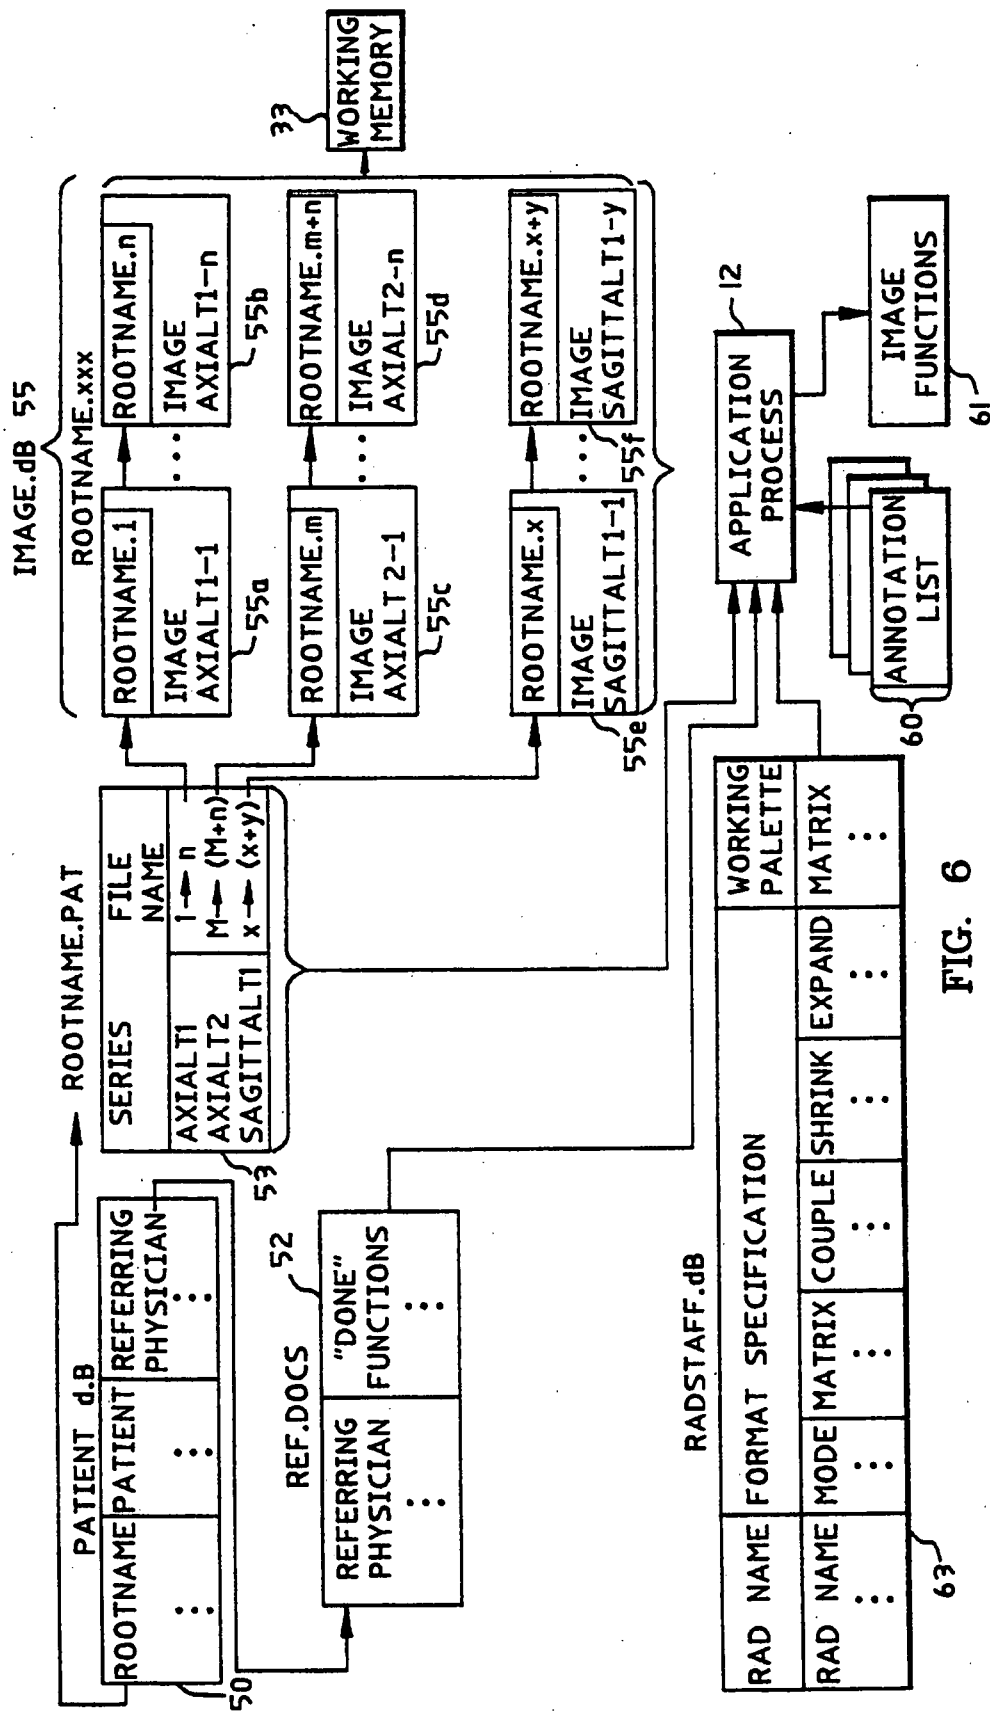 IMAGE.dB 55
ROOTNAME.xxx
PATIENT d.B
ROOTNAME PATIENT REFERRING PHYSICIAN
50
ROOTNAME.PAT
SERIES FILE NAME
AXIALT1 1→n
AXIALT2 M→(M+n)
SAGITTALT1 x→(x+y)
53
ROOTNAME.1
IMAGE
AXIALT1-1
55a
ROOTNAME.n
IMAGE
AXIALT1-n
55b
ROOTNAME.m
IMAGE
AXIALT2-1
55c
ROOTNAME.m+n
IMAGE
AXIALT2-n
55d
ROOTNAME.x
IMAGE
SAGITTALT1-1
55e
ROOTNAME.x+y
IMAGE
SAGITTALT1-y
55f
33
WORKING
MEMORY
REF.DOCS
52
REFERRING
PHYSICIAN
"DONE"
FUNCTIONS
12
APPLICATION
PROCESS
IMAGE
FUNCTIONS
61
ANNOTATION
LIST
60
RADSTAFF.dB
RAD NAME FORMAT SPECIFICATION WORKING PALETTE
RAD NAME MODE MATRIX COUPLE SHRINK EXPAND MATRIX
63
FIG. 6